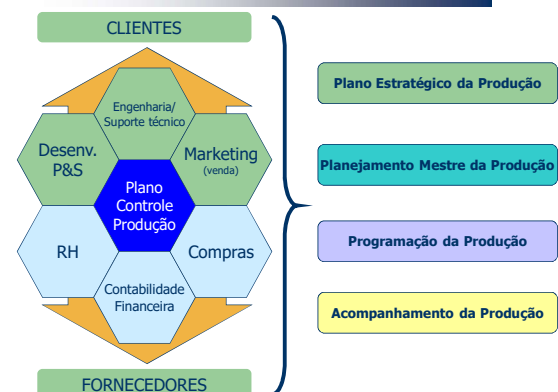 CLIENTES
Engenharia/
Suporte técnico
Desenv.
P&S
Marketing
(venda)
Plano
Controle
Produção
RH
Compras
Contabilidade
Financeira
FORNECEDORES
Plano Estratégico da Produção
Planejamento Mestre da Produção
Programação da Produção
Acompanhamento da Produção